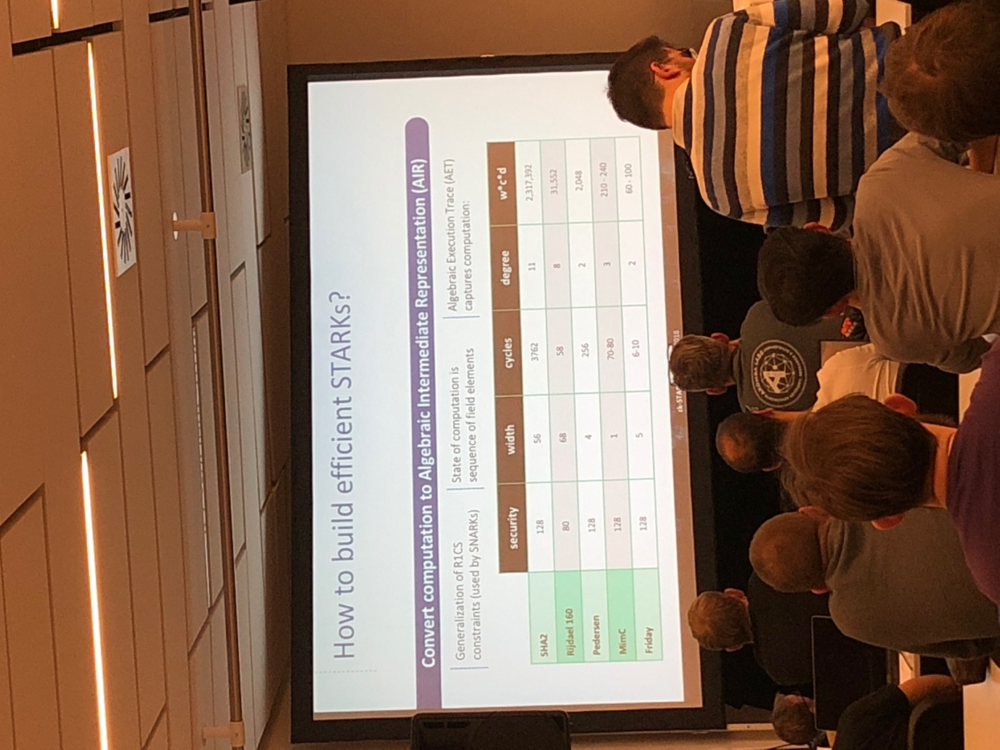 How to build efficient STARKs?
Convert computation to Algebraic Intermediate Representation (AIR)
Generalization of R1CS
constraints (used by SNARKs)
State of computation is
sequence of field elements
Algebraic Execution Trace (AET)
captures computation:
security width cycles degree w*c*d
SHA2 128 56 3762 11 2,317,392
Rijdael 160 80 68 58 8 31,552
Pedersen 128 4 256 2 2,048
MimC 128 1 70-80 3 210 - 240
Friday 128 5 6-10 2 60 - 100